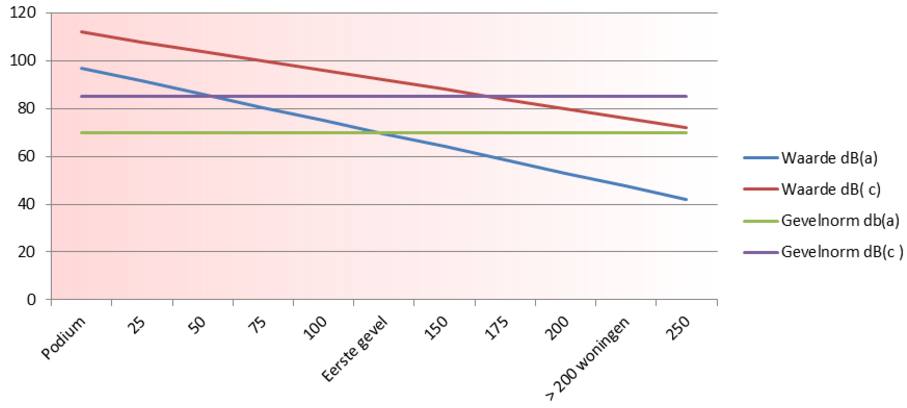 120
100
80
60
40
20
0
Podium
25
50
75
100
Eerste gevel
150
175
200
> 200 woningen
250
Waarde dB(a)
Waarde dB( c)
Gevelnorm db(a)
Gevelnorm dB(c )